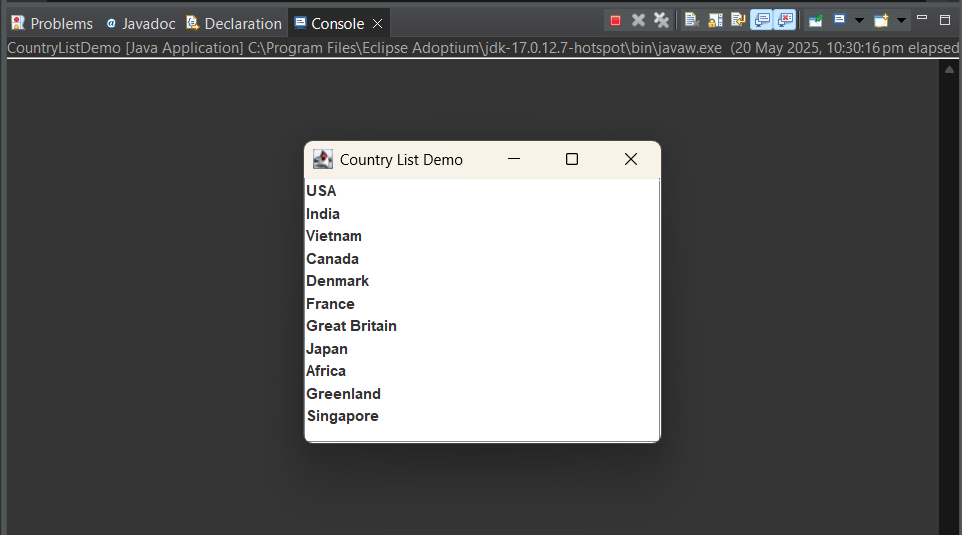 Problems Javadoc Declaration Console
CountryListDemo [Java Application] C:\Program Files\Eclipse Adoptium\jdk-17.0.12.7-hotspot\bin\javaw.exe (20 May 2025, 10:30:16 pm elapsed
Country List Demo
USA
India
Vietnam
Canada
Denmark
France
Great Britain
Japan
Africa
Greenland
Singapore